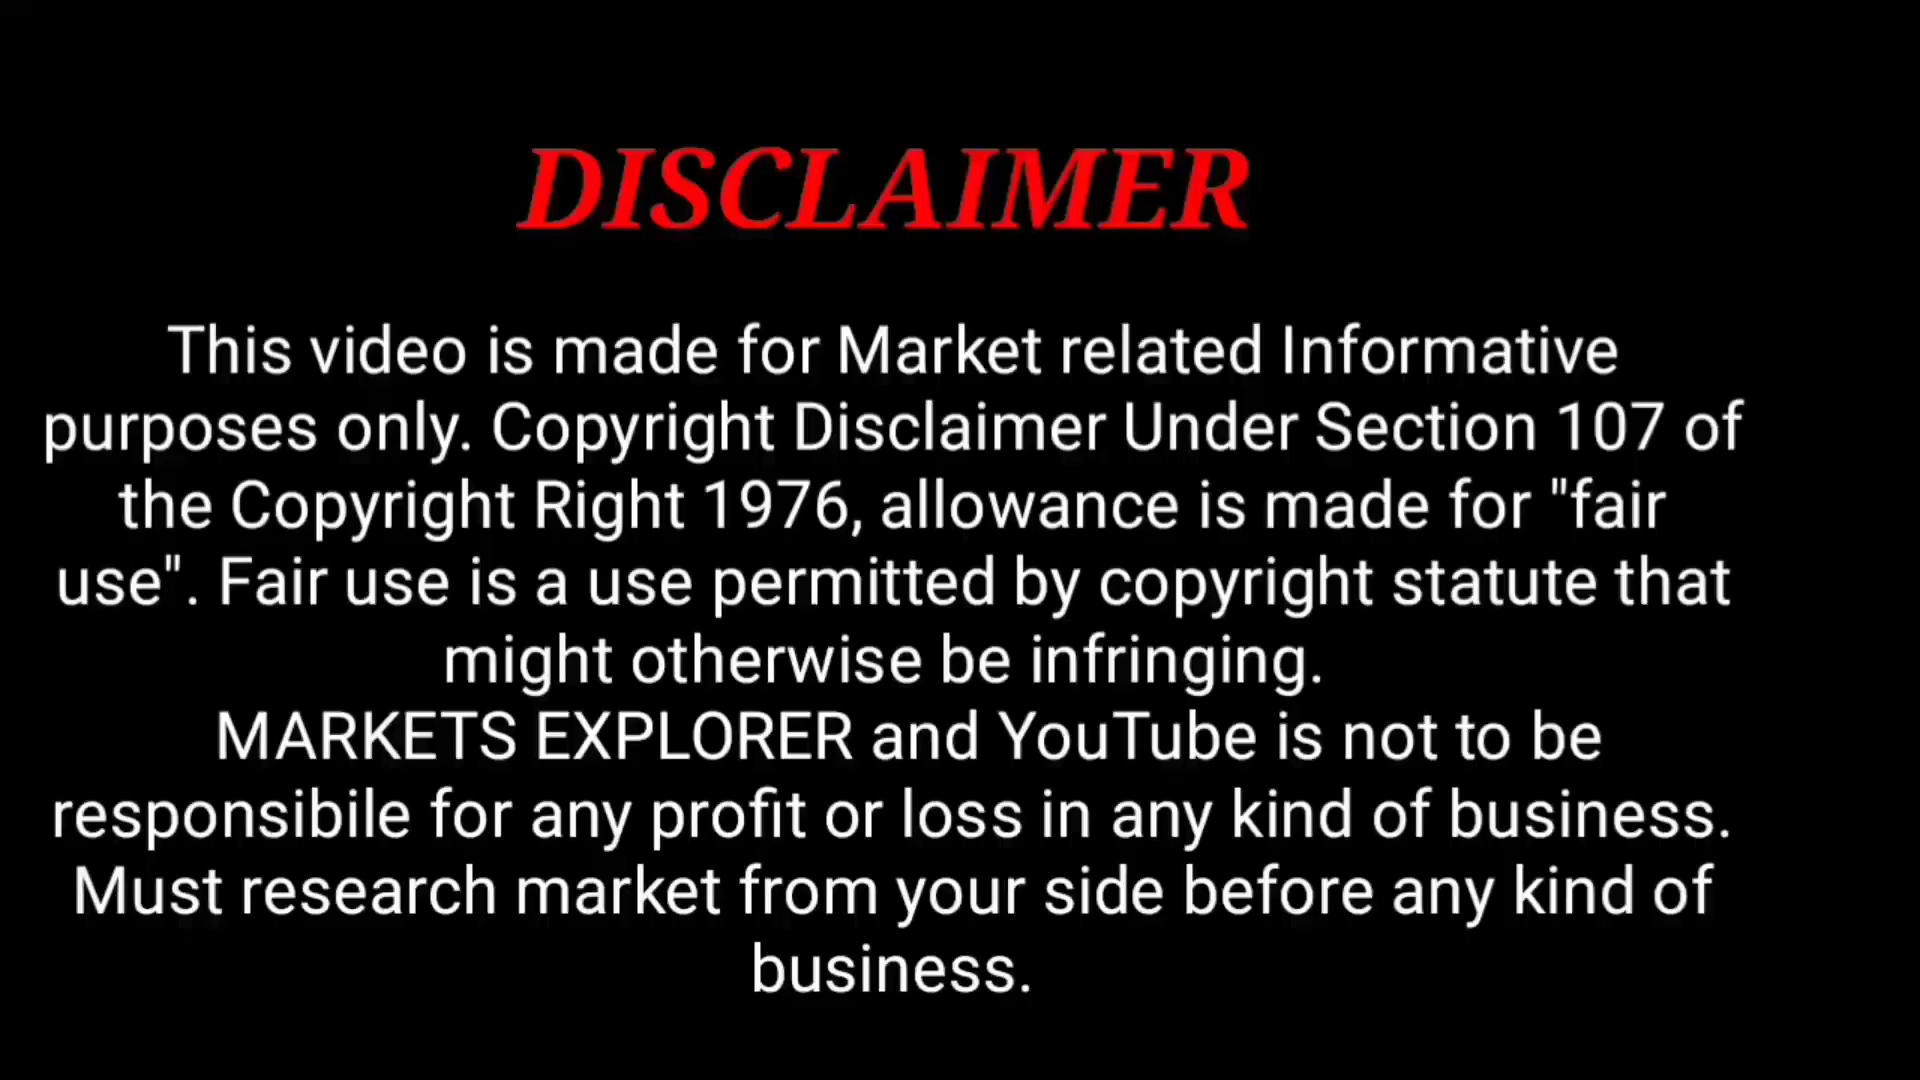 DISCLAIMER
This video is made for Market related Informative
purposes only. Copyright Disclaimer Under Section 107 of
the Copyright Right 1976, allowance is made for "fair
use". Fair use is a use permitted by copyright statute that
might otherwise be infringing.
MARKETS EXPLORER and YouTube is not to be
responsibile for any profit or loss in any kind of business.
Must research market from your side before any kind of
business.